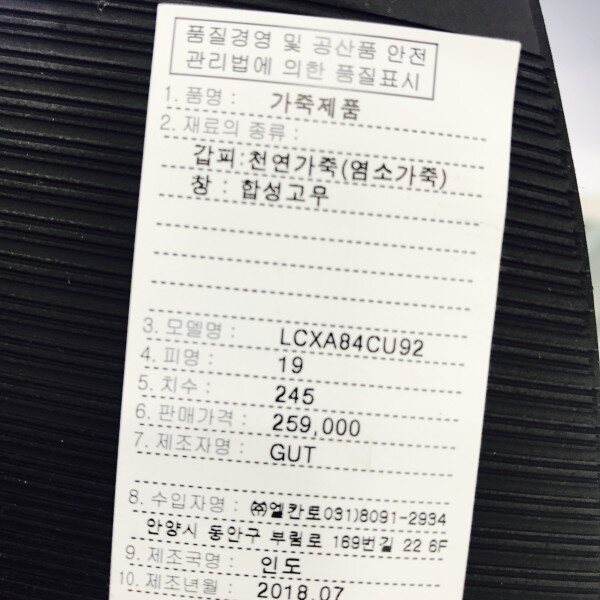 품질경영 및 공산품 안전
관리법에 의한 품질표시
1. 품명 : 가죽제품
2. 재료의 종류 :
갑피:천연가죽(염소가죽)
창 : 합성고무
3. 모델명 : LCXA84CU92
4. 피명 : 19
5. 치수 : 245
6. 판매가격 : 259,000
7. 제조자명 : GUT
8. 수입자명 : ㈜엘칸토031)8091-2934
안양시 동안구 부림로 169번길 22 6F
9. 제조국명 : 인도
10. 제조년월 : 2018.07